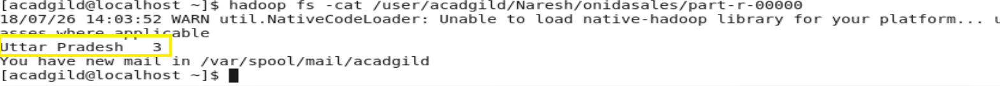 [acadgild@localhost ~]$ hadoop fs -cat /user/acadgild/Naresh/onidasales/part-r-00000
18/07/26 14:03:52 WARN util.NativeCodeLoader: Unable to load native-hadoop library for your platform... u
asses where applicable
Uttar Pradesh   3
You have new mail in /var/spool/mail/acadgild
[acadgild@localhost ~]$